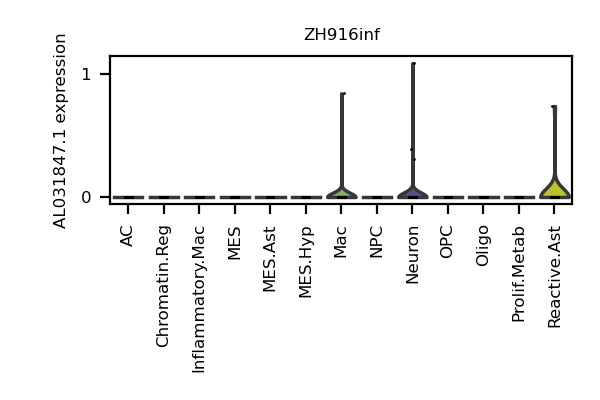 ZH916inf
AL031847.1 expression
1
0
AC
Chromatin.Reg
Inflammatory.Mac
MES
MES.Ast
MES.Hyp
Mac
NPC
Neuron
OPC
Oligo
Prolif.Metab
Reactive.Ast